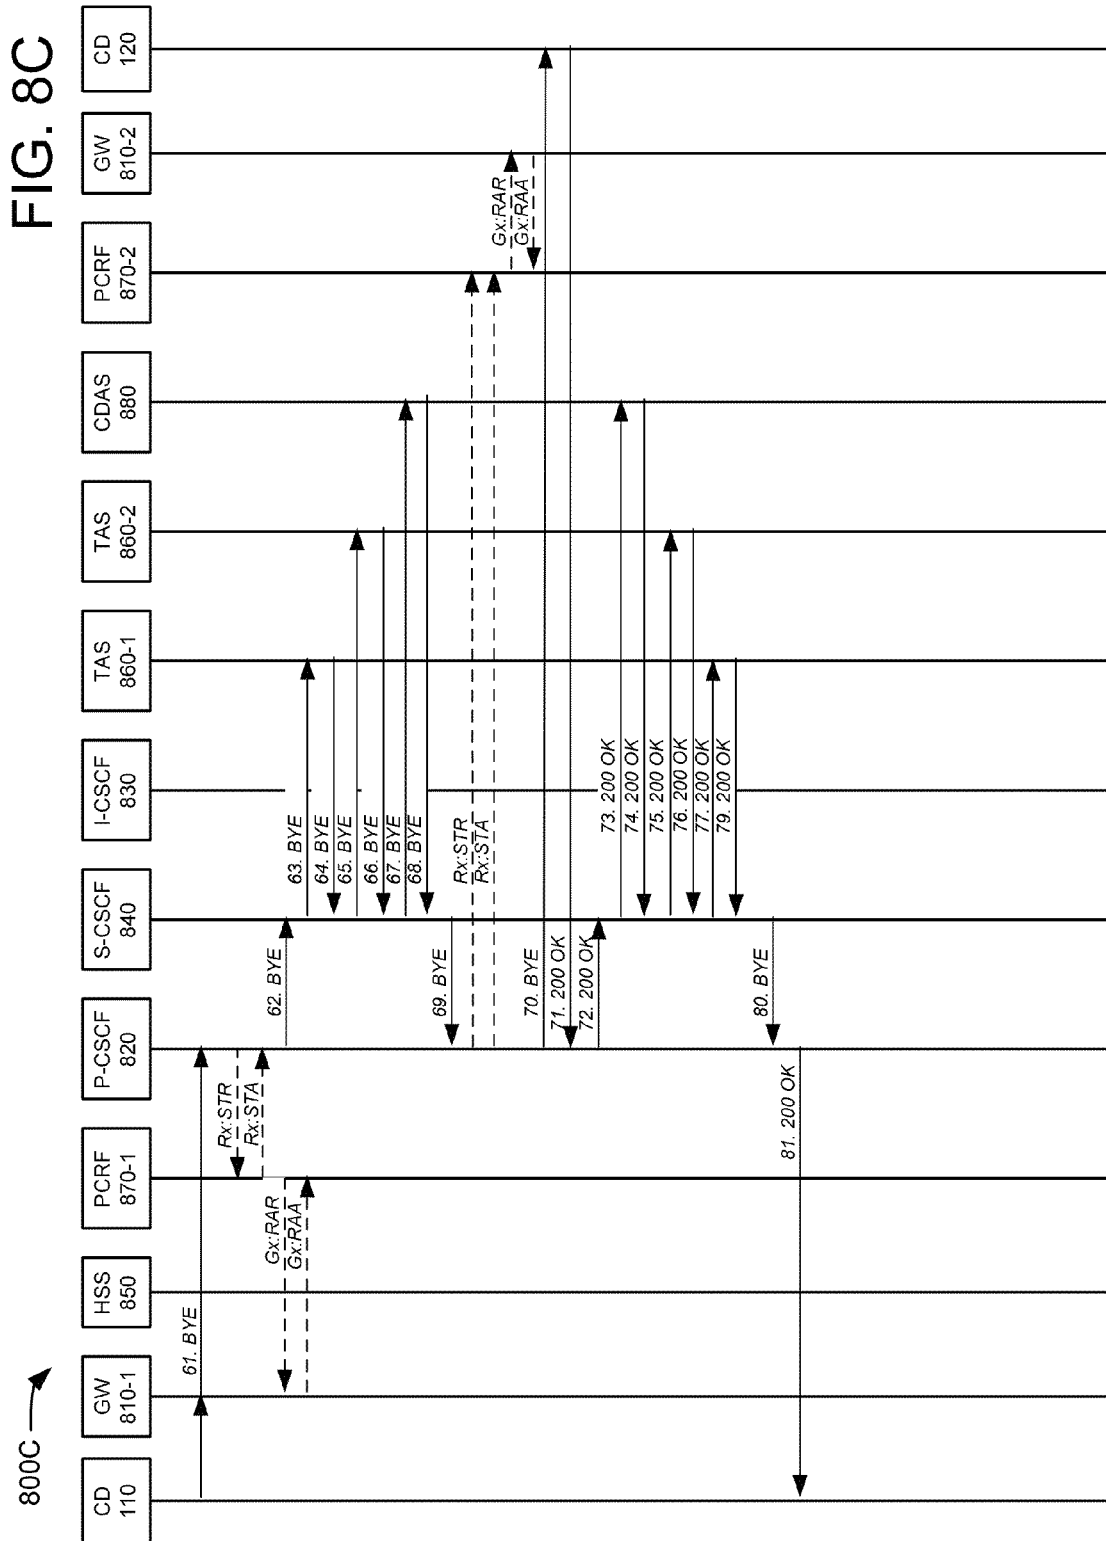 FIG. 8C
800C
CD
110
GW
810-1
HSS
850
PCRF
870-1
P-CSCF
820
S-CSCF
840
I-CSCF
830
TAS
860-1
TAS
860-2
CDAS
880
PCRF
870-2
GW
810-2
CD
120
61. BYE
Rx:STR
Rx:STA
Gx:RAR
Gx:RAA
62. BYE
63. BYE
64. BYE
65. BYE
66. BYE
67. BYE
68. BYE
69. BYE
Rx:STR
Rx:STA
Gx:RAR
Gx:RAA
70. BYE
71. 200 OK
72. 200 OK
73. 200 OK
74. 200 OK
75. 200 OK
76. 200 OK
77. 200 OK
79. 200 OK
80. BYE
81. 200 OK